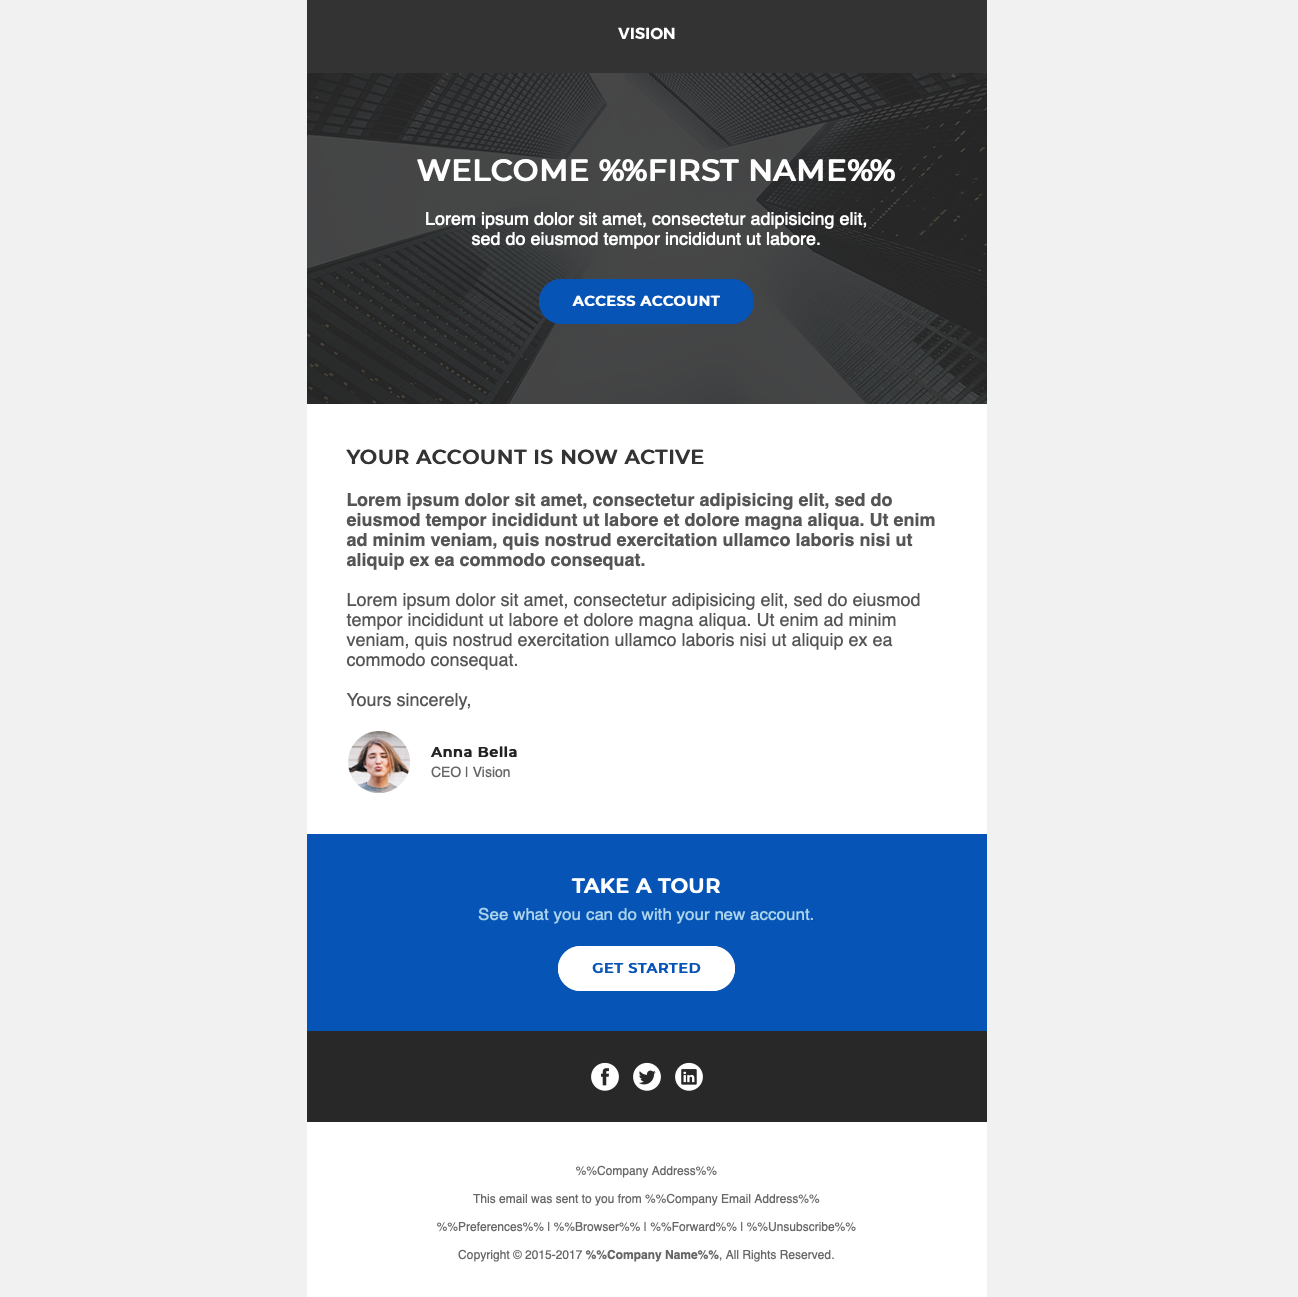 VISION
WELCOME %%FIRST NAME%%
Lorem ipsum dolor sit amet, consectetur adipisicing elit,
sed do eiusmod tempor incididunt ut labore.
ACCESS ACCOUNT
YOUR ACCOUNT IS NOW ACTIVE
Lorem ipsum dolor sit amet, consectetur adipisicing elit, sed do
eiusmod tempor incididunt ut labore et dolore magna aliqua. Ut enim
ad minim veniam, quis nostrud exercitation ullamco laboris nisi ut
aliquip ex ea commodo consequat.
Lorem ipsum dolor sit amet, consectetur adipisicing elit, sed do eiusmod
tempor incididunt ut labore et dolore magna aliqua. Ut enim ad minim
veniam, quis nostrud exercitation ullamco laboris nisi ut aliquip ex ea
commodo consequat.
Yours sincerely,
Anna Bella
CEO | Vision
TAKE A TOUR
See what you can do with your new account.
GET STARTED
%%Company Address%%
This email was sent to you from %%Company Email Address%%
%%Preferences%% | %%Browser%% | %%Forward%% | %%Unsubscribe%%
Copyright © 2015-2017 %%Company Name%%, All Rights Reserved.